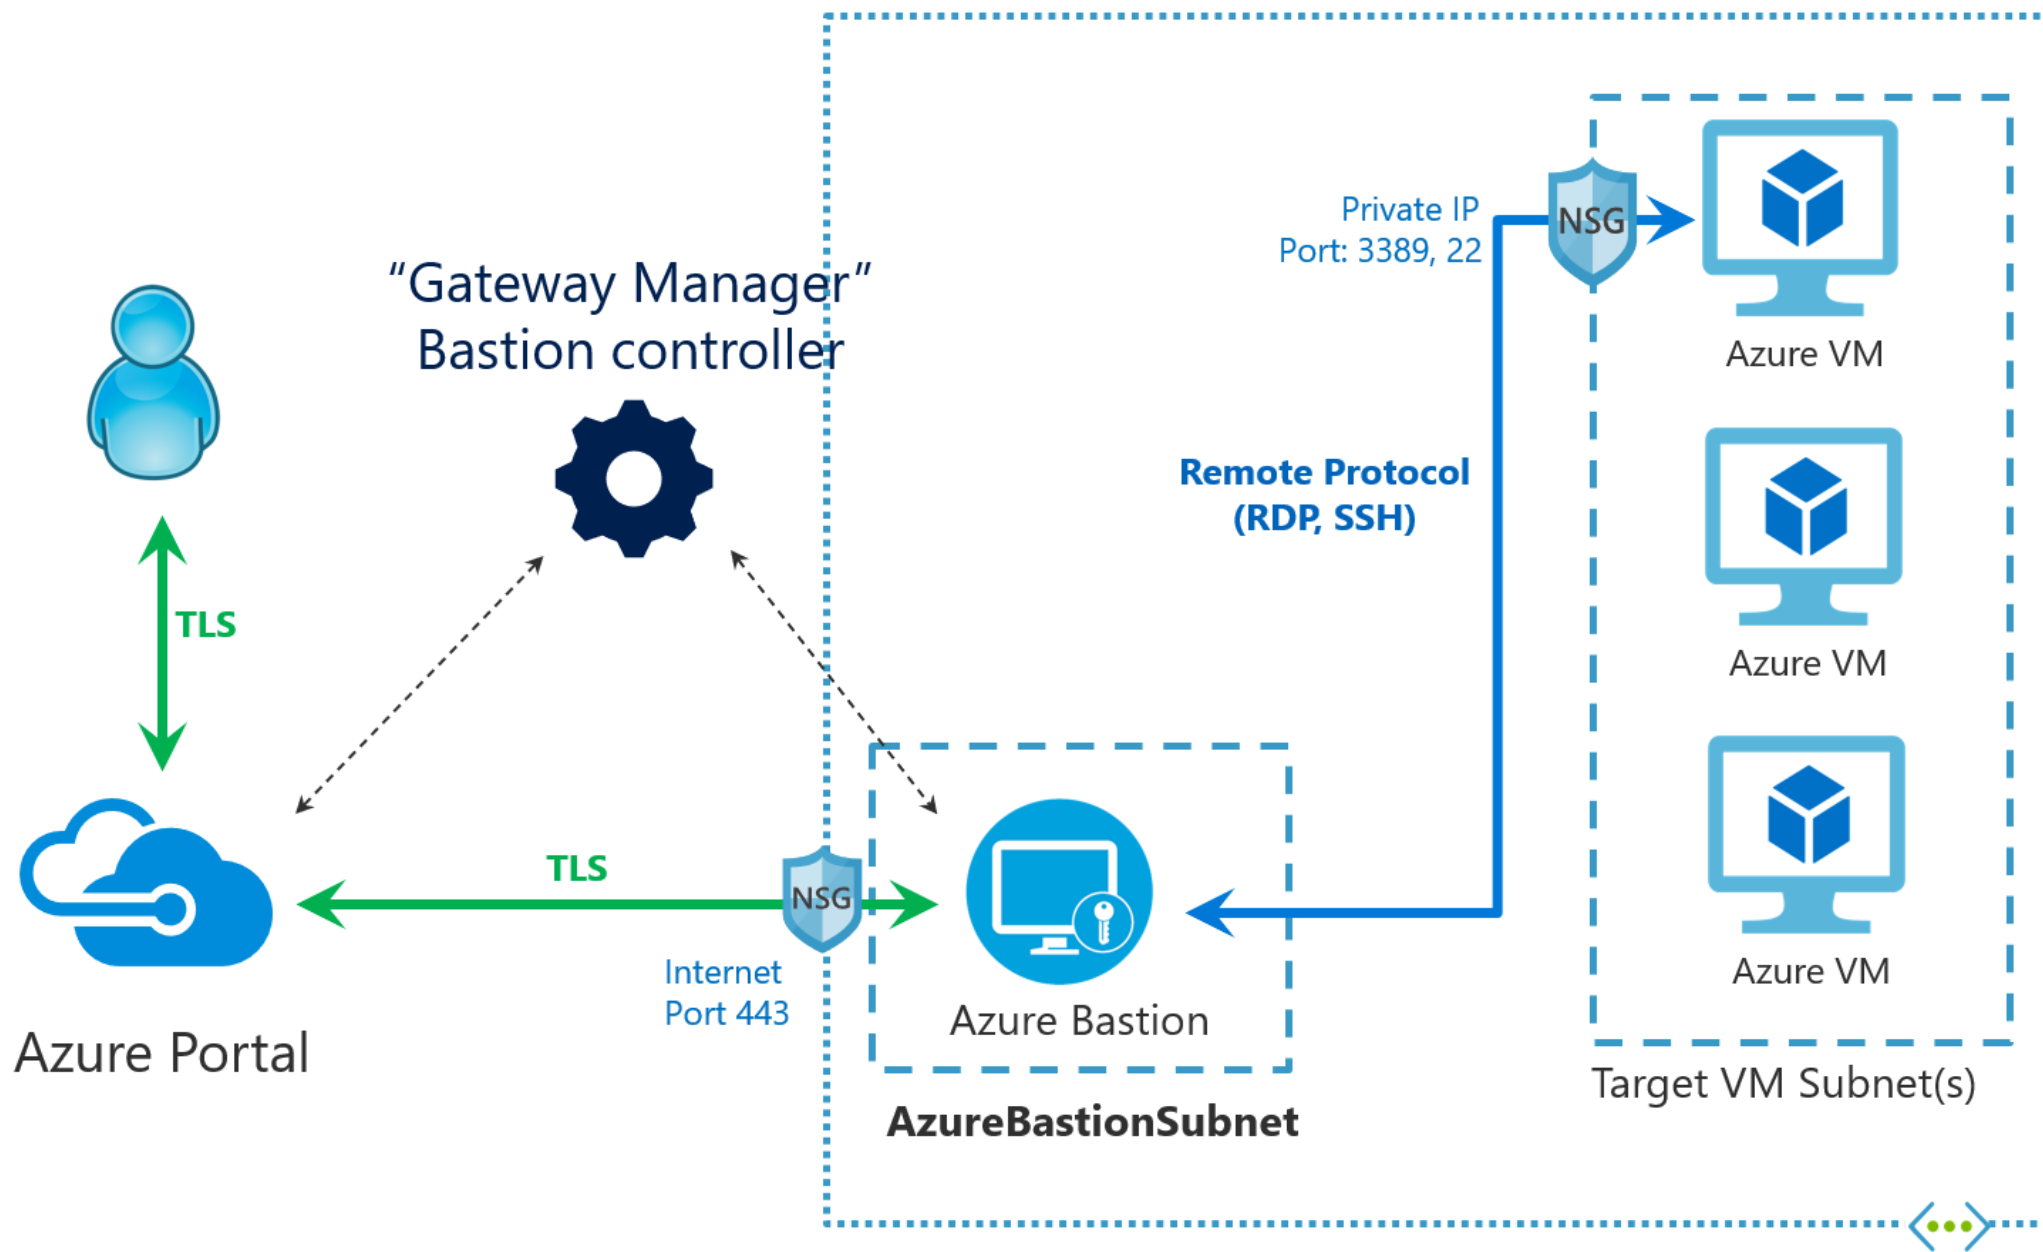 “Gateway Manager”
Bastion controller
Private IP
Port: 3389, 22
NSG
Azure VM
Remote Protocol
(RDP, SSH)
Azure VM
TLS
TLS
NSG
Internet
Port 443
Azure Bastion
Azure VM
Azure Portal
AzureBastionSubnet
Target VM Subnet(s)